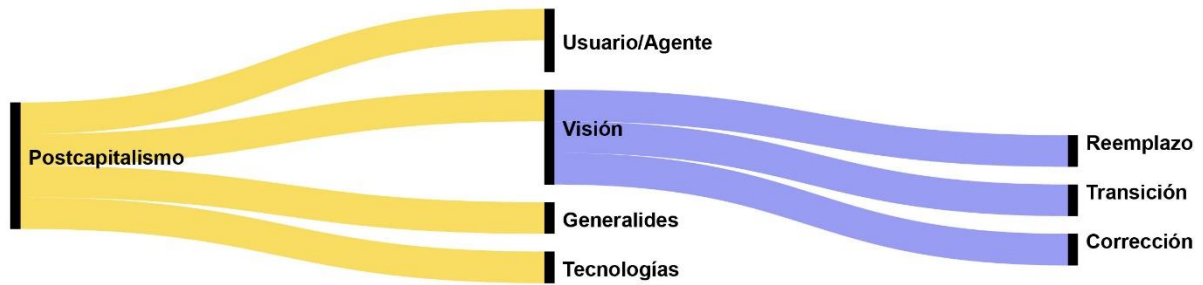 Postcapitalismo
Usuario/Agente
Visión
Generalides
Tecnologías
Reemplazo
Transición
Corrección